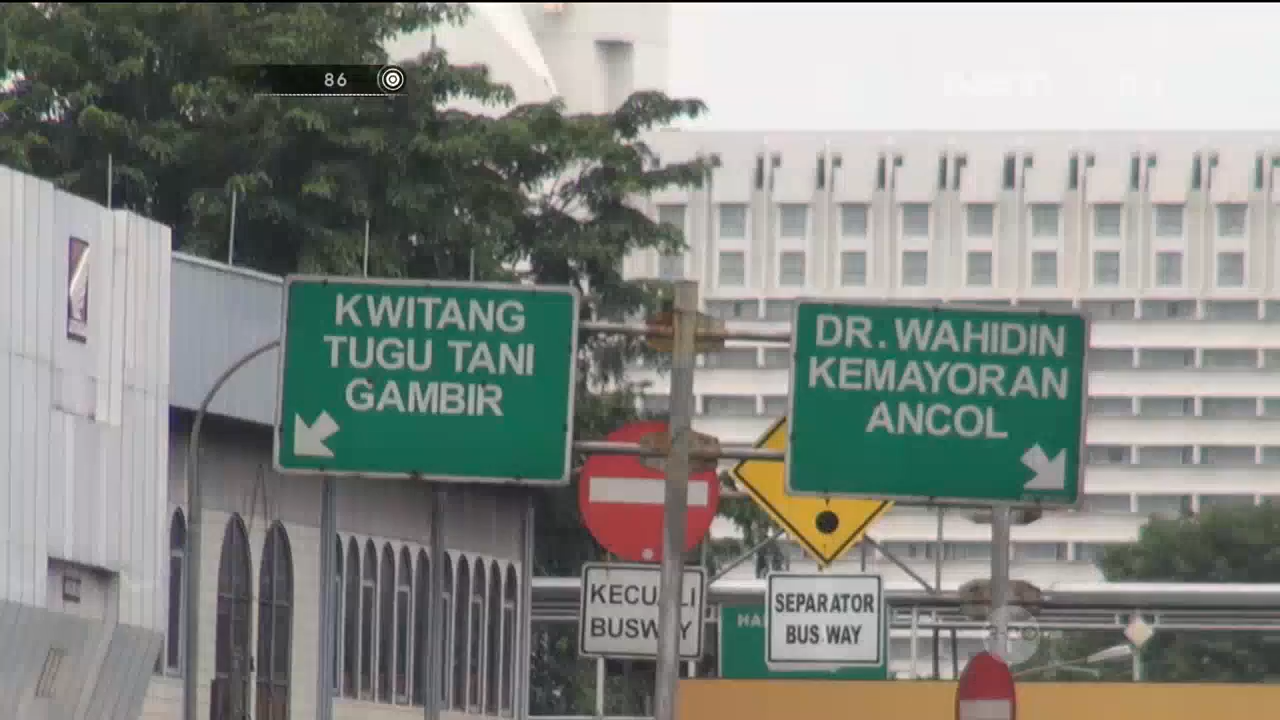 86
KWITANG
TUGU TANI
GAMBIR
DR. WAHIDIN
KEMAYORAN
ANCOL
KECUALI
BUSWAY
SEPARATOR
BUS WAY